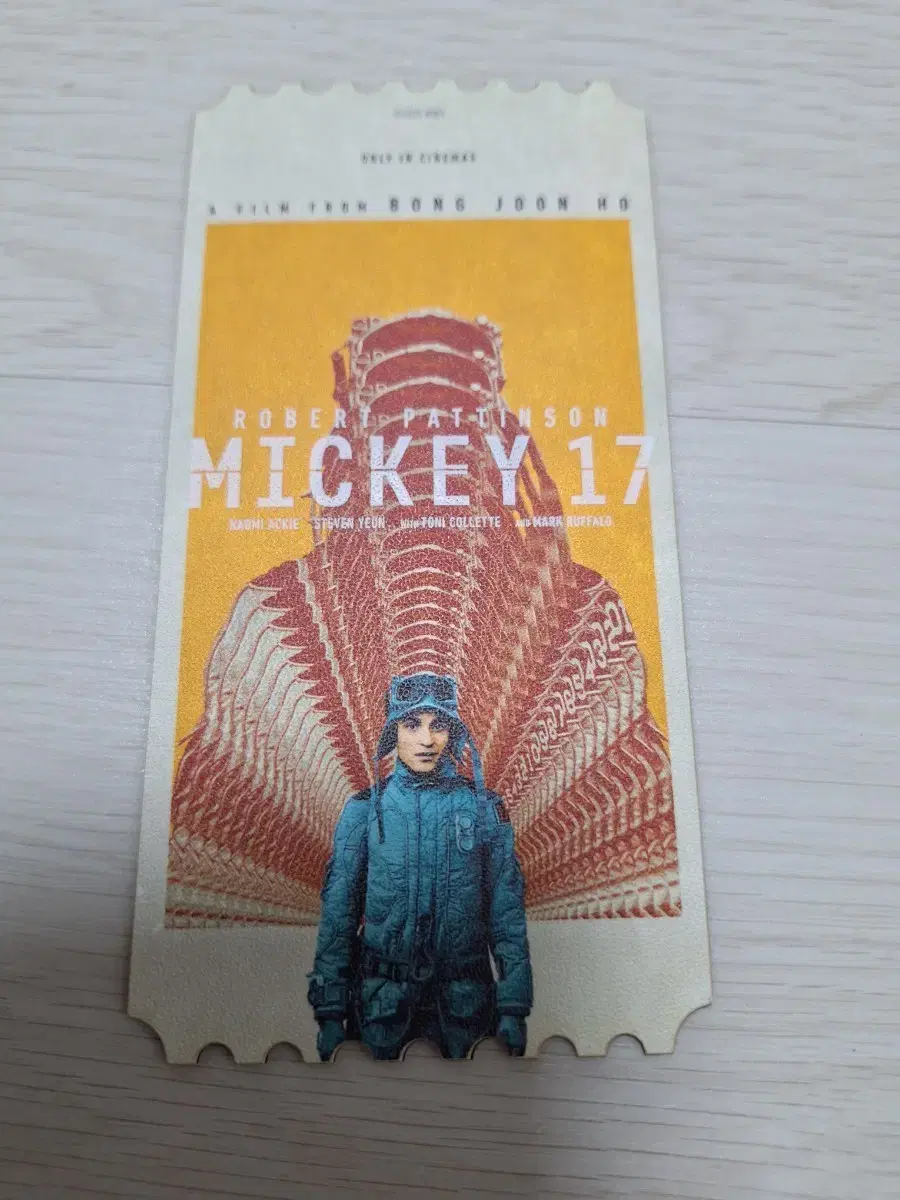 ONLY IN CINEMAS
A FILM FROM BONG JOON HO
ROBERT PATTINSON
MICKEY 17
NAOMI ACKIE STEVEN YEUN WITH TONI COLLETTE AND MARK RUFFALO